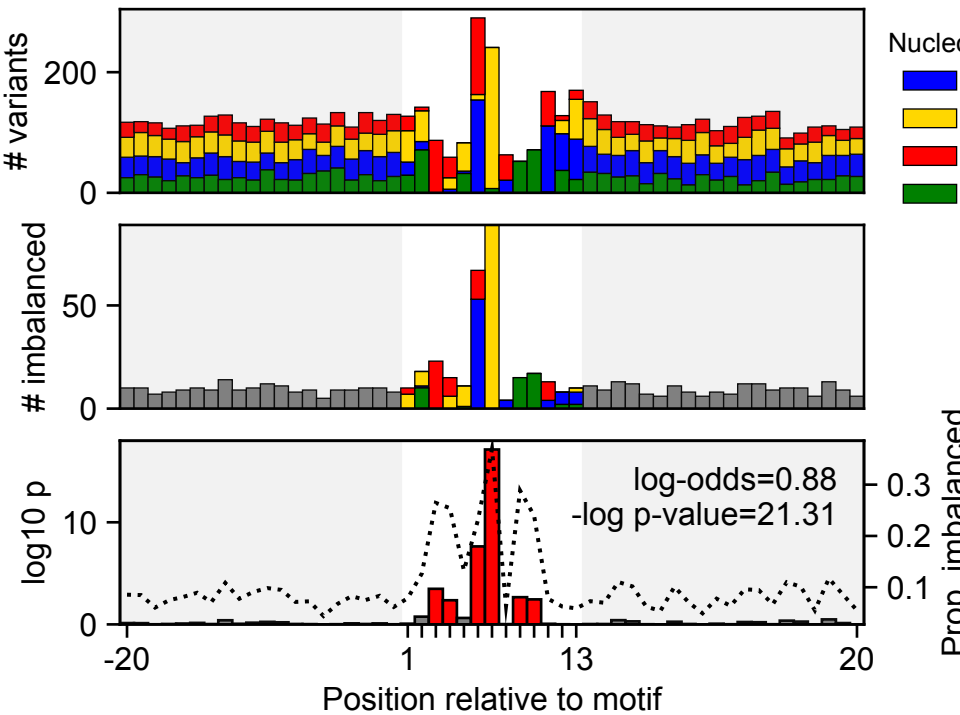 # variants
200
0
Nucleo
# imbalanced
50
0
log10 p
10
0
log-odds=0.88
-log p-value=21.31
0.3
0.2
0.1
Prop. imbalanced
-20
1
13
20
Position relative to motif